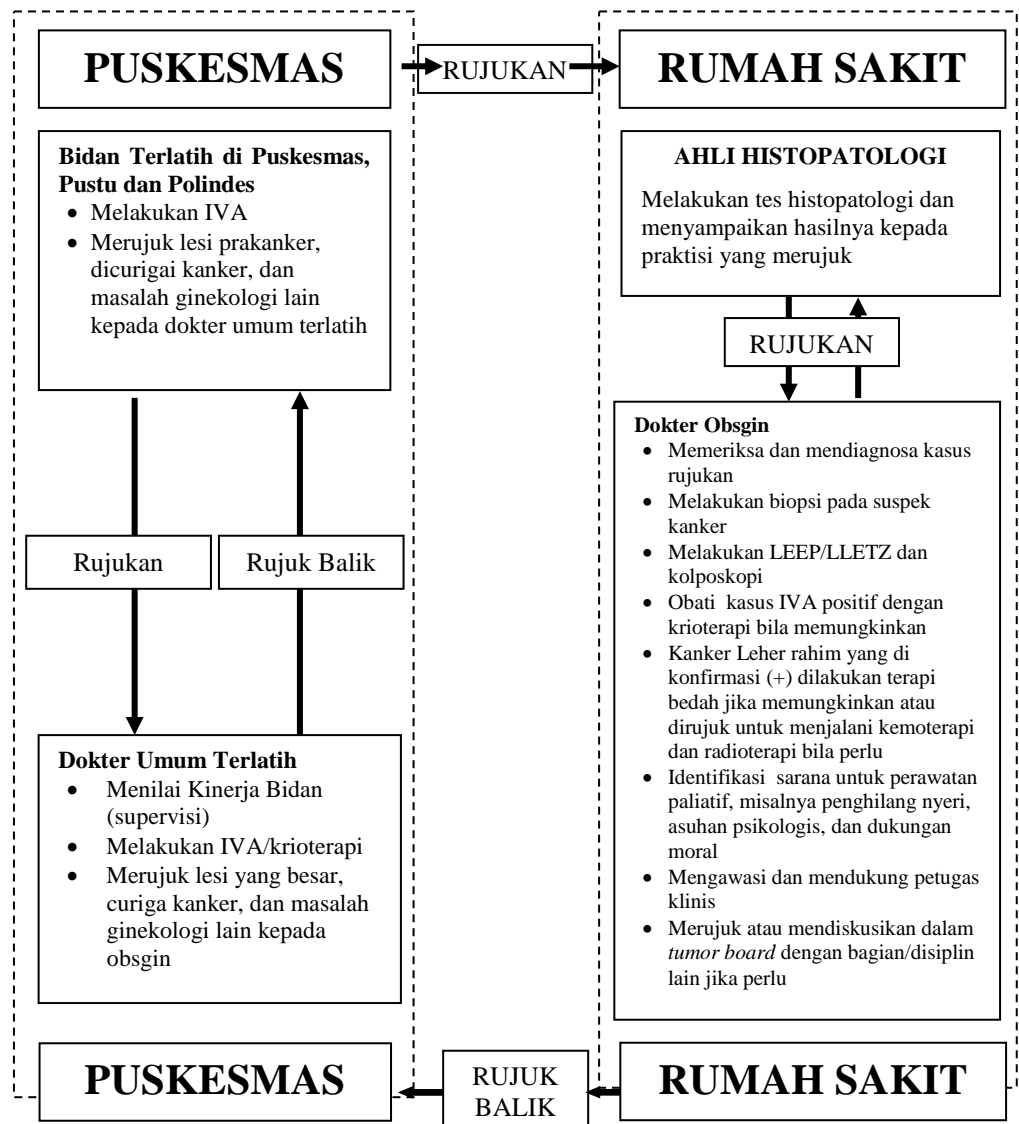 PUSKESMAS
RUJUKAN
RUMAH SAKIT
Bidan Terlatih di Puskesmas,
Pustu dan Polindes
• Melakukan IVA
• Merujuk lesi prakanker,
dicurigai kanker, dan
masalah ginekologi lain
kepada dokter umum terlatih
Rujukan
Rujuk Balik
Dokter Umum Terlatih
• Menilai Kinerja Bidan
(supervisi)
• Melakukan IVA/krioterapi
• Merujuk lesi yang besar,
curiga kanker, dan masalah
ginekologi lain kepada
obsgin
AHLI HISTOPATOLOGI
Melakukan tes histopatologi dan
menyampaikan hasilnya kepada
praktisi yang merujuk
RUJUKAN
Dokter Obsgin
• Memeriksa dan mendiagnosa kasus
rujukan
• Melakukan biopsi pada suspek
kanker
• Melakukan LEEP/LLETZ dan
kolposkopi
• Obati kasus IVA positif dengan
krioterapi bila memungkinkan
• Kanker Leher rahim yang di
konfirmasi (+) dilakukan terapi
bedah jika memungkinkan atau
dirujuk untuk menjalani kemoterapi
dan radioterapi bila perlu
• Identifikasi sarana untuk perawatan
paliatif, misalnya penghilang nyeri,
asuhan psikologis, dan dukungan
moral
• Mengawasi dan mendukung petugas
klinis
• Merujuk atau mendiskusikan dalam
tumor board dengan bagian/disiplin
lain jika perlu
PUSKESMAS
RUJUK
BALIK
RUMAH SAKIT